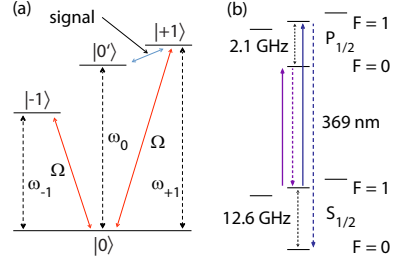 (a)
signal
|+1⟩
|0'⟩
|-1⟩
ω-1
Ω
ω0
Ω
ω+1
|0⟩
(b)
F = 1
2.1 GHz
P1/2
F = 0
369 nm
F = 1
12.6 GHz
S1/2
F = 0